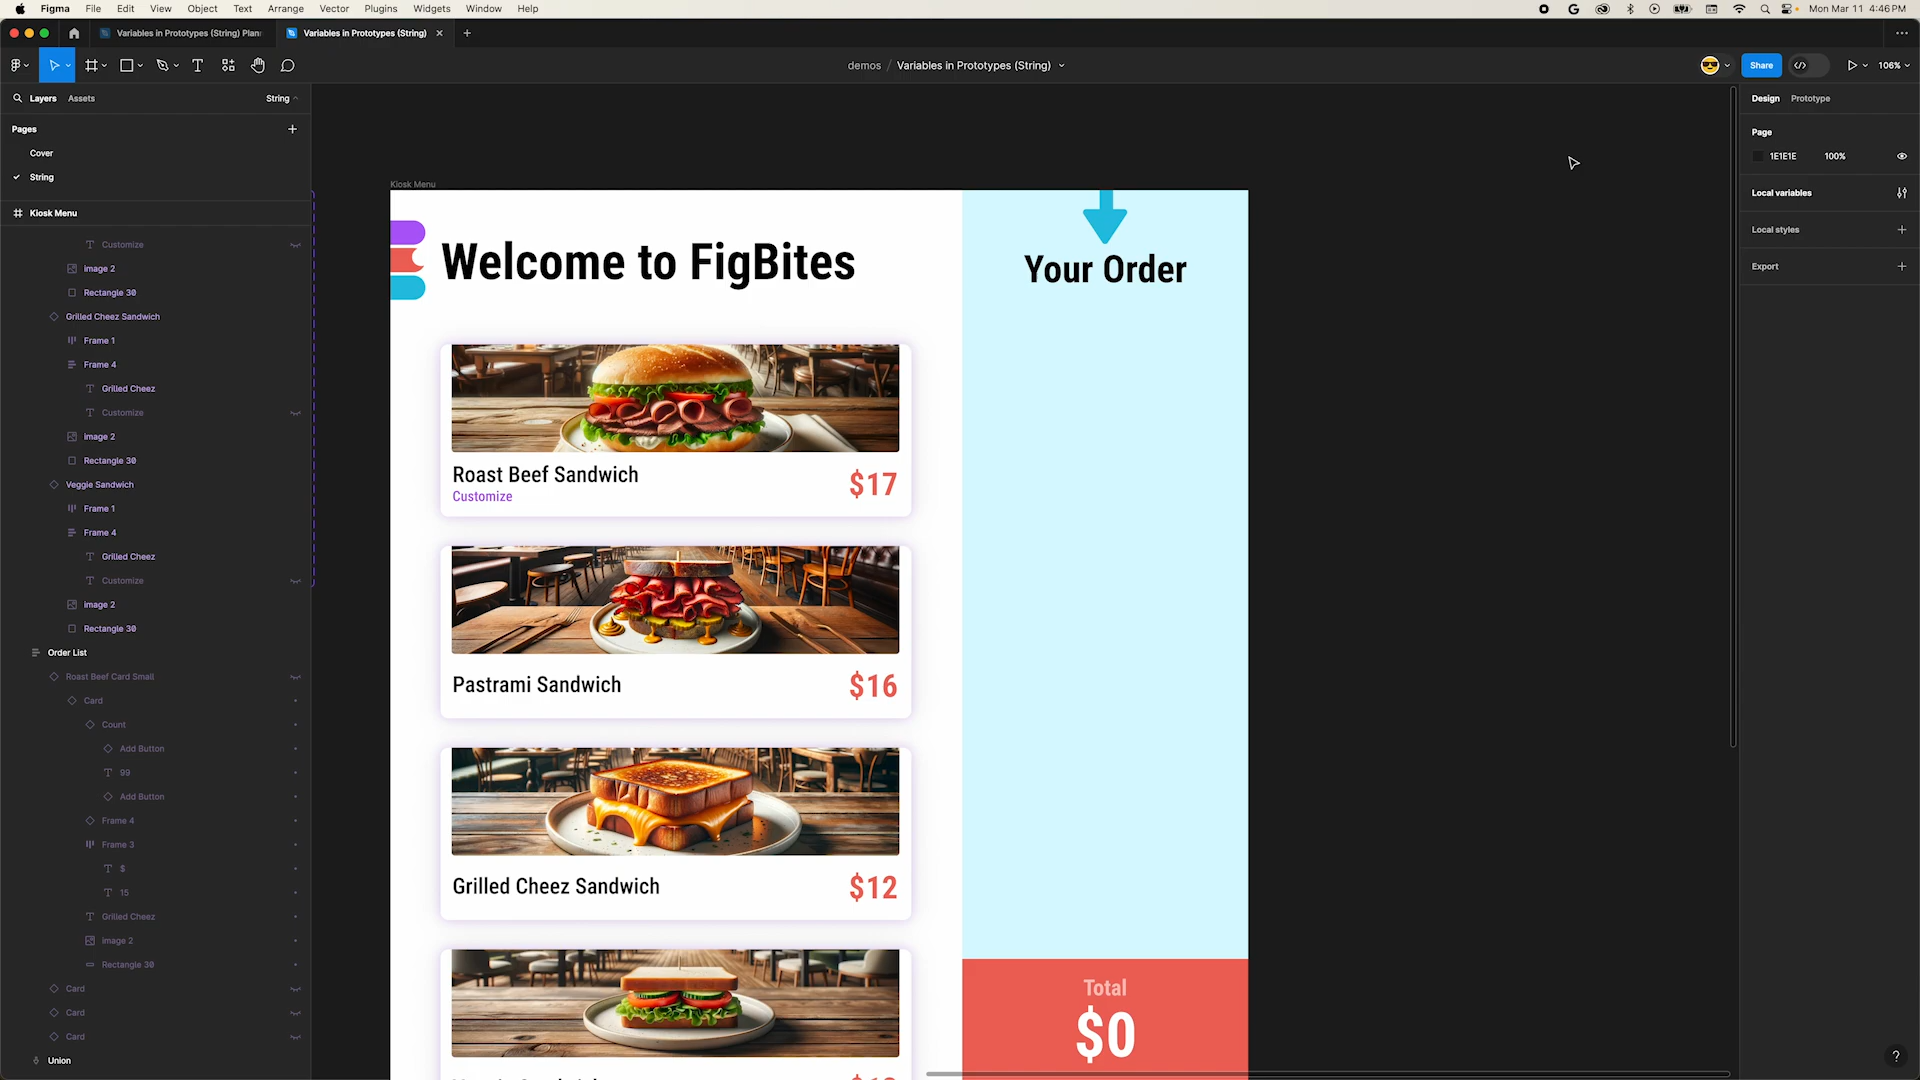 Figma File Edit View Object Text Arrange Vector Plugins Widgets Window Help
Mon Mar 11 4:46 PM
Variables in Prototypes (String) Plann
Variables in Prototypes (String)
demos / Variables in Prototypes (String)
Share
106%
Layers Assets
String
Pages
Cover
String
Kiosk Menu
Customize
image 2
Rectangle 30
Grilled Cheez Sandwich
Frame 1
Frame 4
Grilled Cheez
Customize
image 2
Rectangle 30
Veggie Sandwich
Frame 1
Frame 4
Grilled Cheez
Customize
image 2
Rectangle 30
Order List
Roast Beef Card Small
Card
Count
Add Button
99
Add Button
Frame 4
Frame 3
$
15
Grilled Cheez
image 2
Rectangle 30
Card
Card
Card
Union
Kiosk Menu
Welcome to FigBites
Roast Beef Sandwich
Customize
$17
Pastrami Sandwich
$16
Grilled Cheez Sandwich
$12
Your Order
Total
$0
Design Prototype
Page
1E1E1E 100%
Local variables
Local styles
Export
?